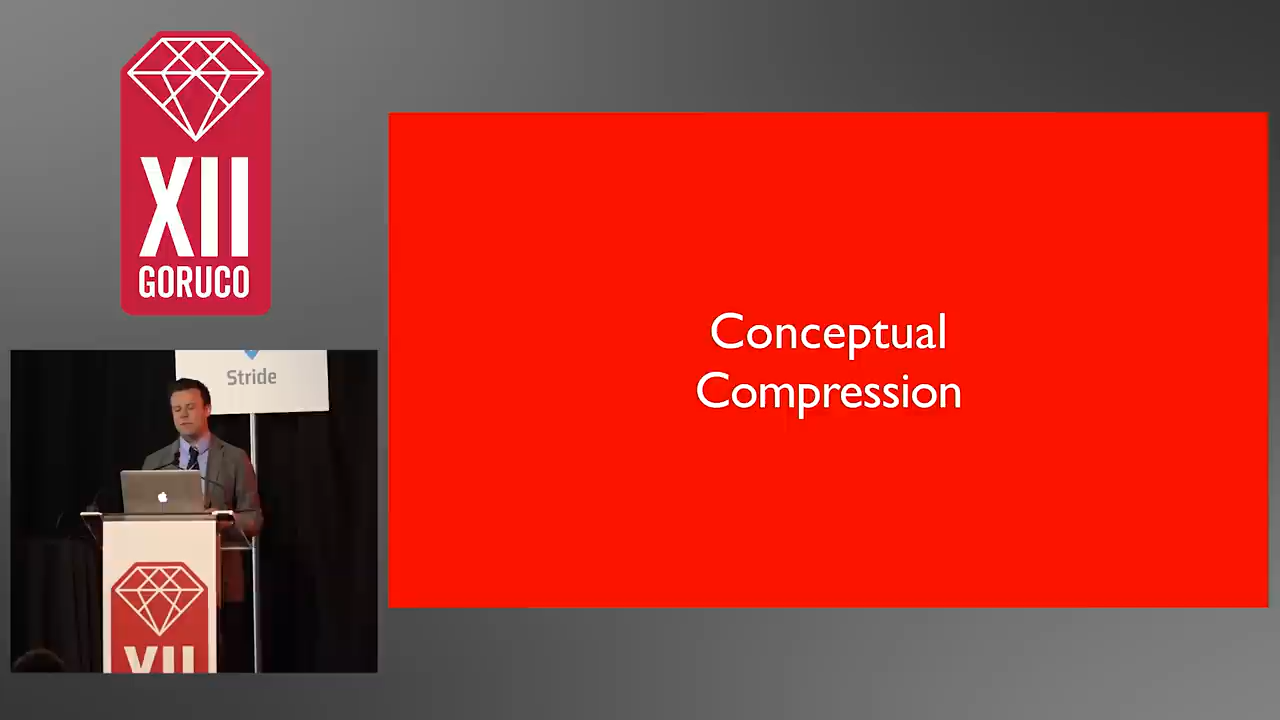 XII
GORUCO
Conceptual
Compression
Stride
XII